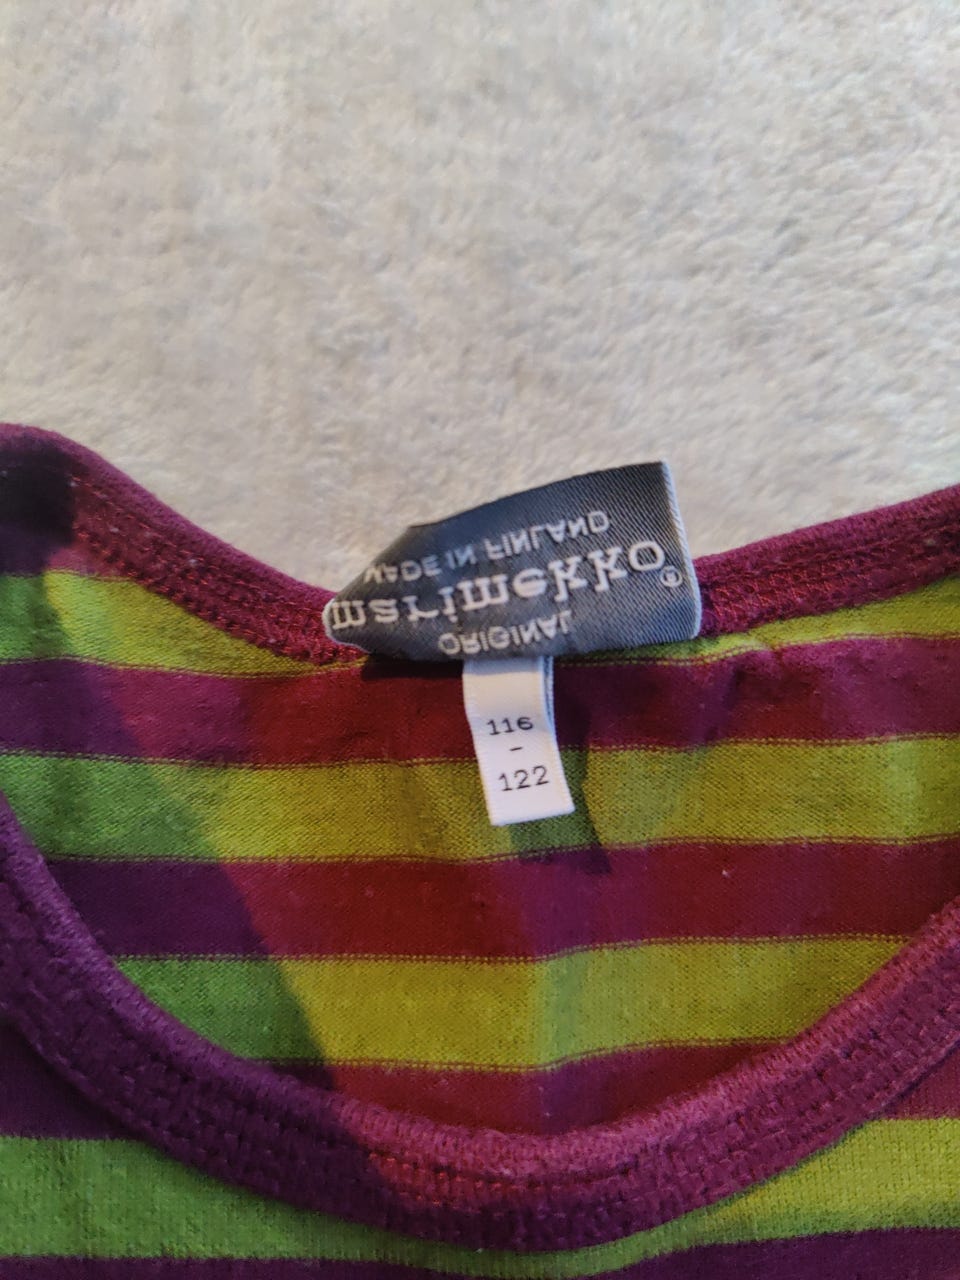 ORIGINAL
marimekko®
MADE IN FINLAND
116
-
122